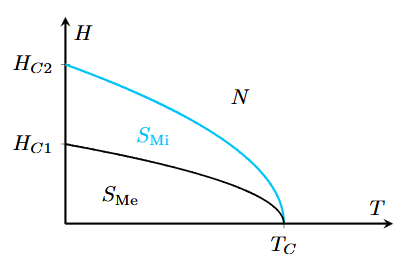 H
H_{C2}
N
S_{Mi}
H_{C1}
S_{Me}
T
T_C